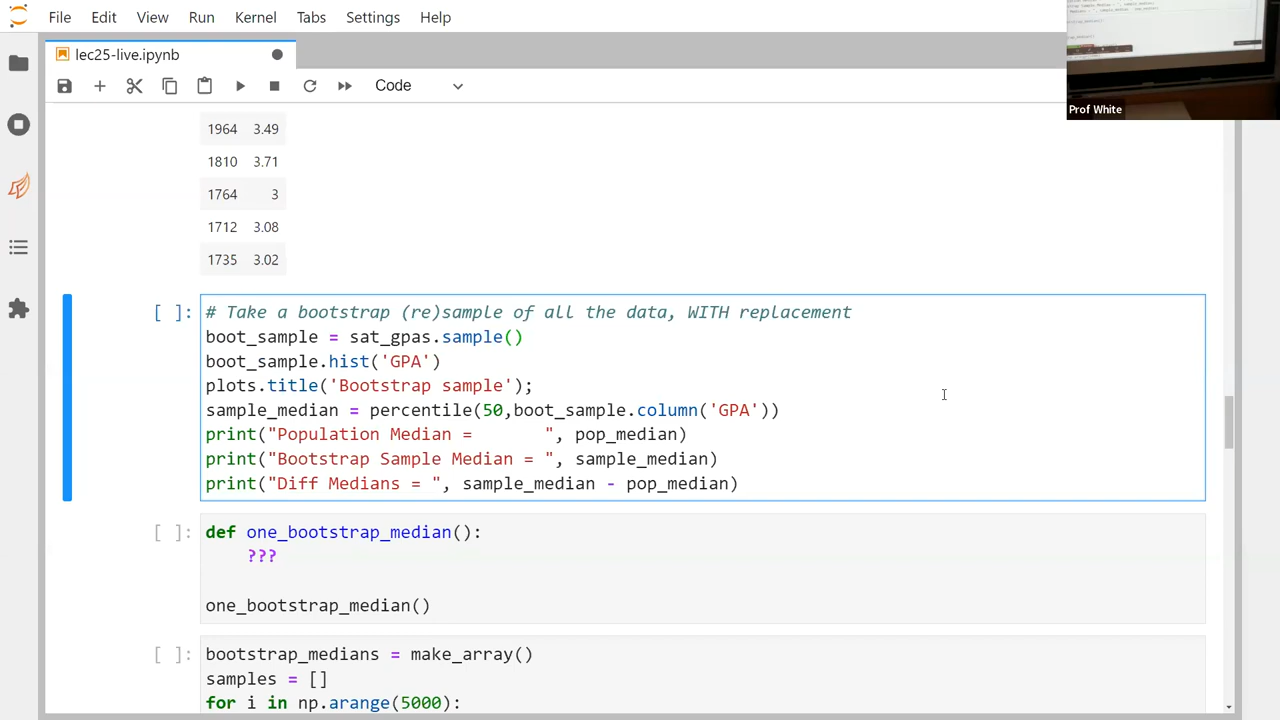 File Edit View Run Kernel Tabs Settings Help
lec25-live.ipynb
Code
Prof White
1964 3.49
1810 3.71
1764 3
1712 3.08
1735 3.02
[ ]: # Take a bootstrap (re)sample of all the data, WITH replacement
boot_sample = sat_gpas.sample()
boot_sample.hist('GPA')
plots.title('Bootstrap sample');
sample_median = percentile(50,boot_sample.column('GPA'))
print("Population Median =       ", pop_median)
print("Bootstrap Sample Median = ", sample_median)
print("Diff Medians = ", sample_median - pop_median)
[ ]: def one_bootstrap_median():
    ???
one_bootstrap_median()
[ ]: bootstrap_medians = make_array()
samples = []
for i in np.arange(5000):